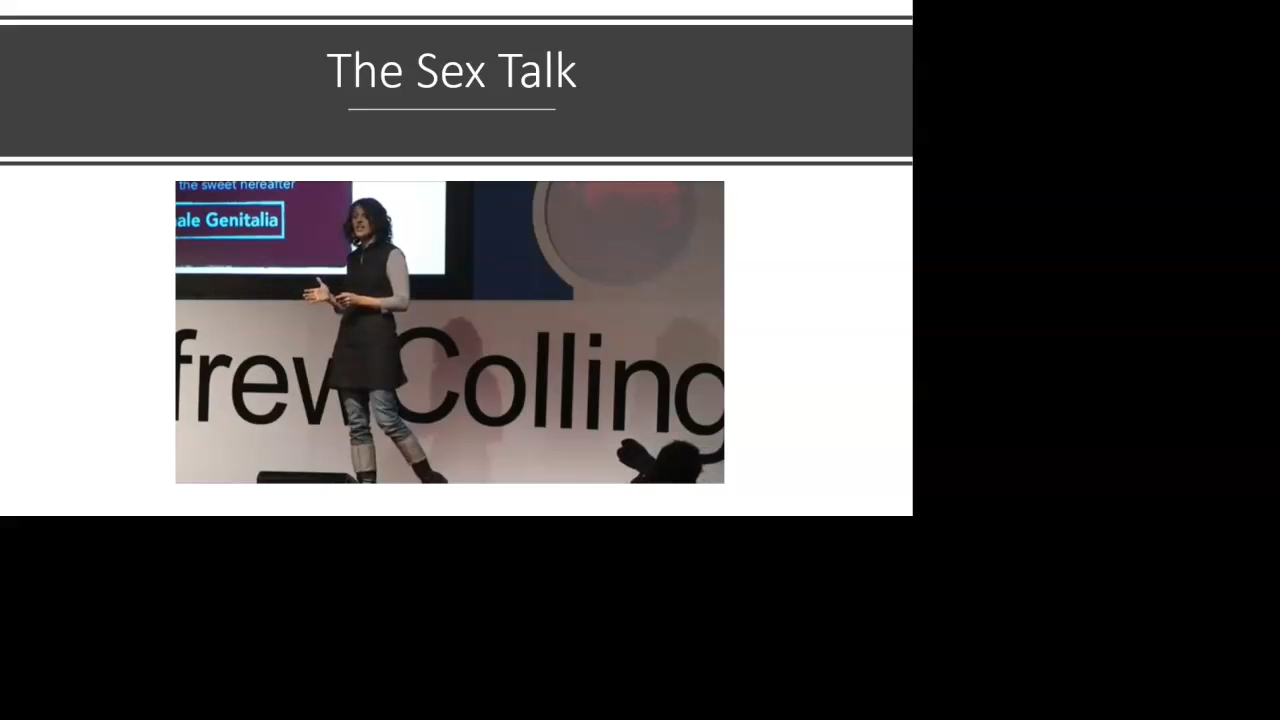 The Sex Talk
the sweet hereafter
ale Genitalia
frew Colling